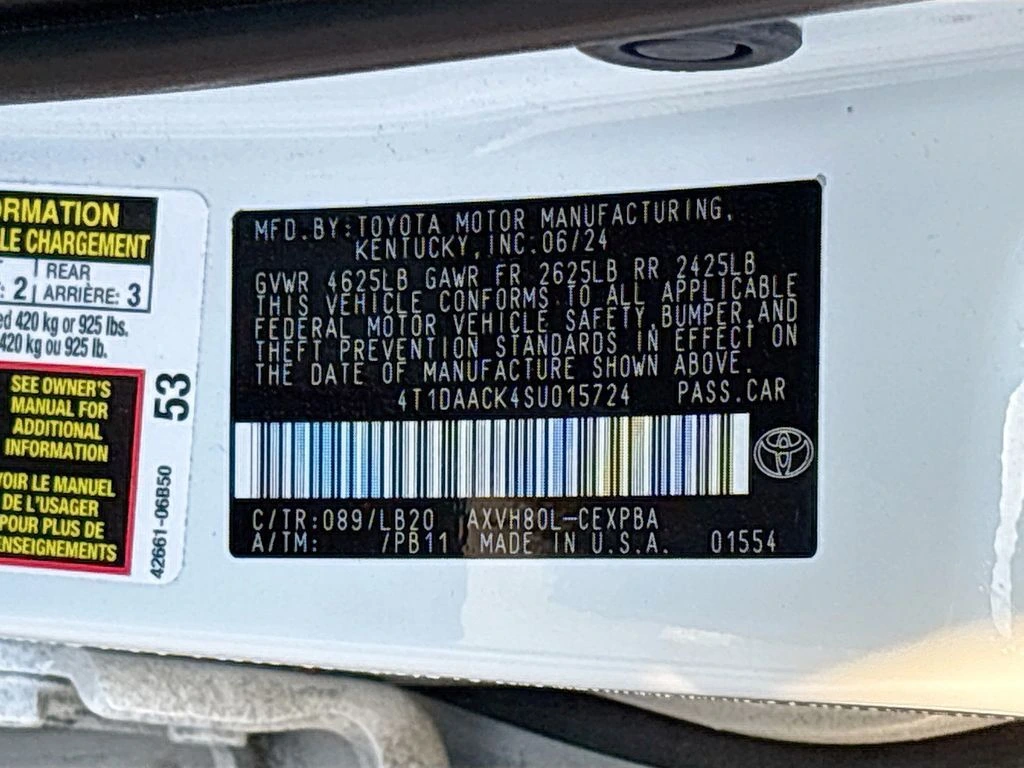 RMATION
LE CHARGEMENT
: 2 | REAR
ARRIÈRE: 3
ed 420 kg or 925 lbs.
420 kg ou 925 lb.
SEE OWNER'S
MANUAL FOR
ADDITIONAL
INFORMATION
OIR LE MANUEL
DE L'USAGER
POUR PLUS DE
ENSEIGNEMENTS
53
42661-06B50
MFD.BY:TOYOTA MOTOR MANUFACTURING,
KENTUCKY, INC.06/24
GVWR 4625LB GAWR FR 2625LB RR 2425LB
THIS VEHICLE CONFORMS TO ALL APPLICABLE
FEDERAL MOTOR VEHICLE SAFETY,BUMPER,AND
THEFT PREVENTION STANDARDS IN EFFECT ON
THE DATE OF MANUFACTURE SHOWN ABOVE.
4T1DAACK4SU015724 PASS.CAR
C/TR:089/LB20 AXVH80L-CEXPBA
A/TM: /PB11 MADE IN U.S.A. 01554